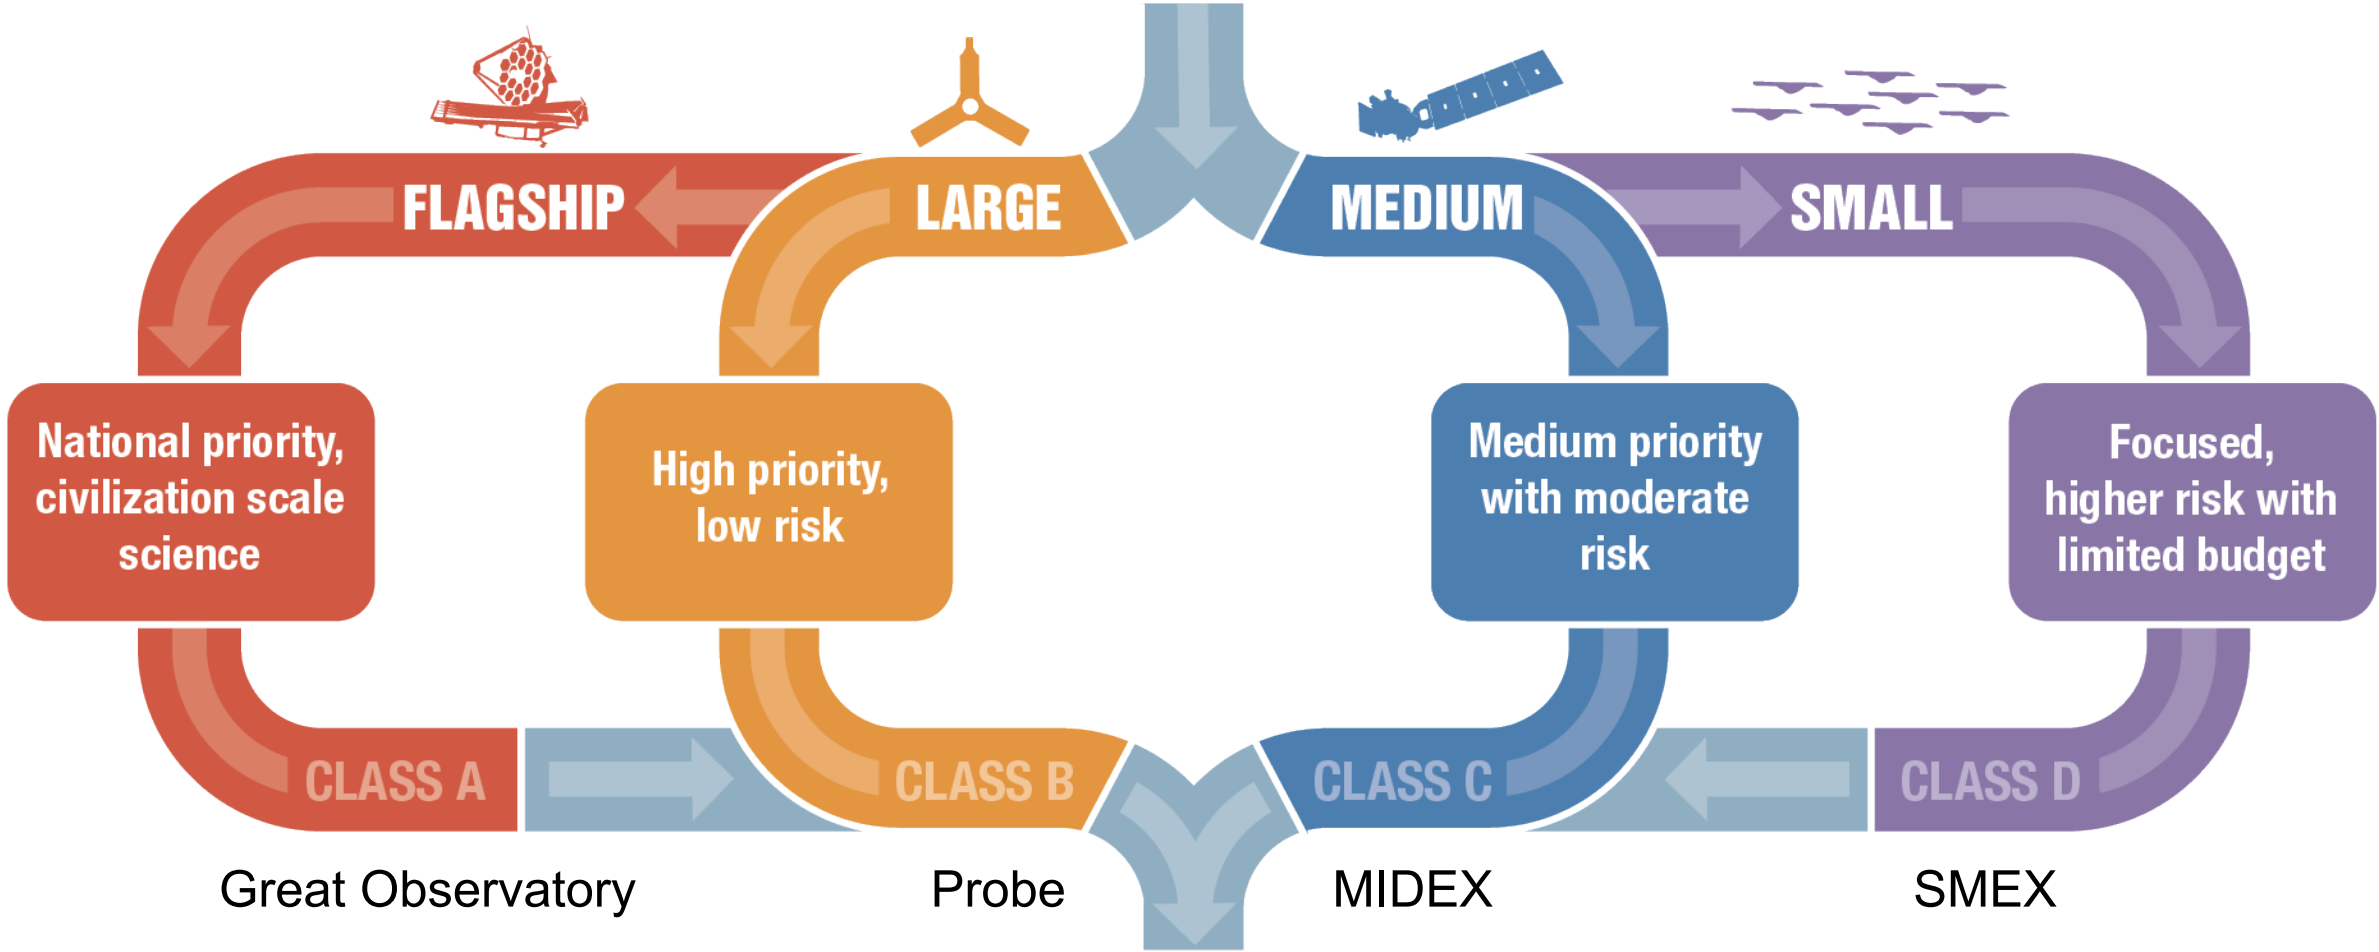 FLAGSHIP
LARGE
MEDIUM
SMALL
National priority,
civilization scale
science
High priority,
low risk
Medium priority
with moderate
risk
Focused,
higher risk with
limited budget
CLASS A
CLASS B
CLASS C
CLASS D
Great Observatory
Probe
MIDEX
SMEX